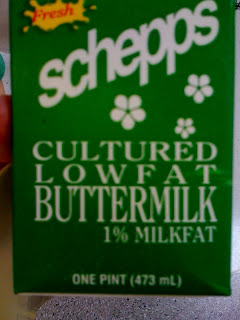 Fresh
schepps
CULTURED
LOWFAT
BUTTERMILK
1% MILKFAT
ONE PINT (473 mL)